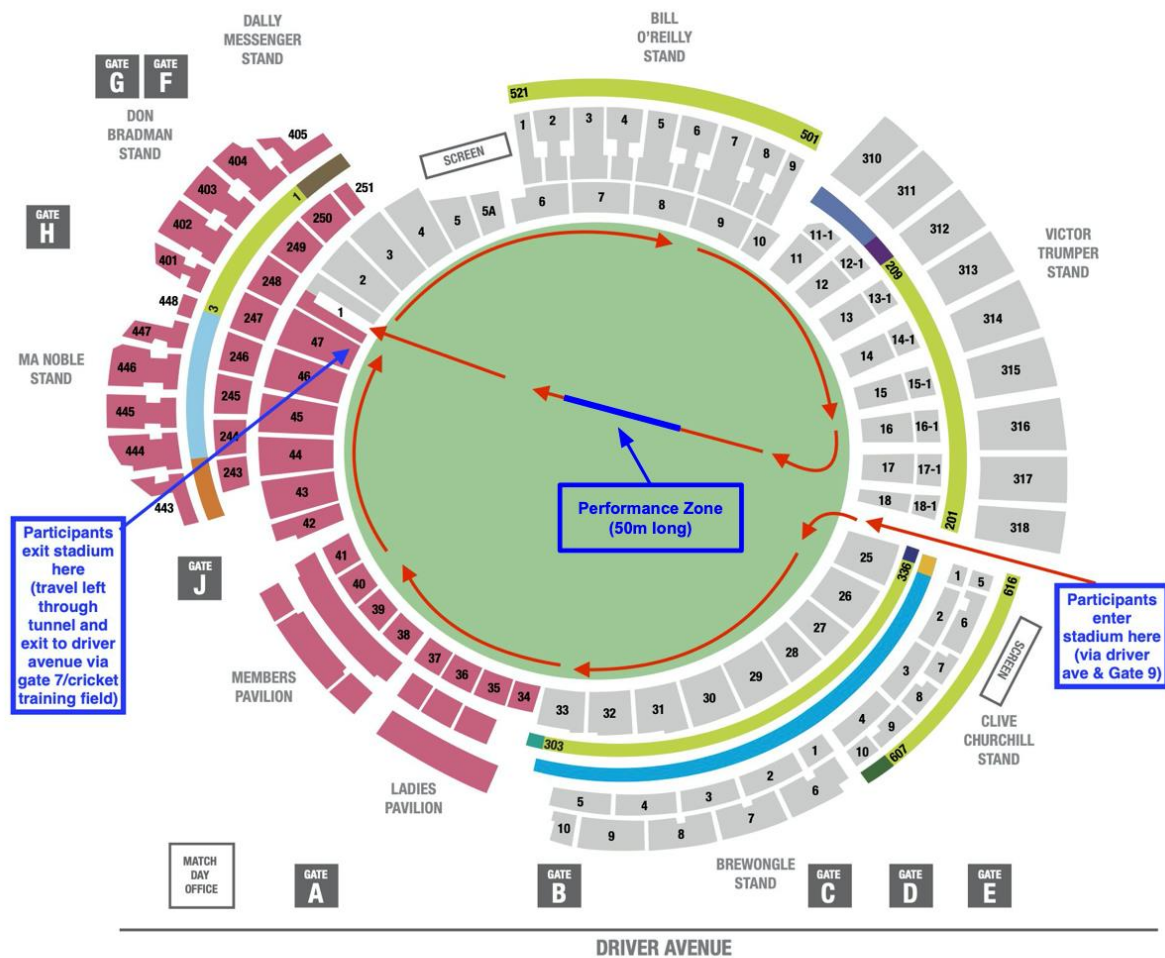 DALLY
MESSENGER
STAND
BILL
O'REILLY
STAND
GATE
G
GATE
F
DON
BRADMAN
STAND
GATE
H
MA NOBLE
STAND
GATE
J
MEMBERS
PAVILION
LADIES
PAVILION
VICTOR
TRUMPER
STAND
CLIVE
CHURCHILL
STAND
BREWONGLE
STAND
SCREEN
SCREEN
521
501
1 2 3 4 5 6 7 8 9
6 7 8 9 10
405
404
403
402
401
448
447
446
445
444
443
1
3
251
250
249
248
247
246
245
244
243
1
2
3
4
5
5A
47
46
45
44
43
42
41
40
39
38
37
36
35
34
33
32
31
30
29
28
27
26
25
11-1
11
12-1
12
13-1
13
14-1
14
15-1
15
16-1
16
17-1
17
18-1
18
209
201
310
311
312
313
314
315
316
317
318
336
303
616
607
1 5
2 6
3 7
8
4 9
10
1
2
3
4
5
6
7
8
9
10
Performance Zone
(50m long)
Participants
exit stadium
here
(travel left
through
tunnel and
exit to driver
avenue via
gate 7/cricket
training field)
Participants
enter
stadium here
(via driver
ave & Gate 9)
MATCH
DAY
OFFICE
GATE
A
GATE
B
GATE
C
GATE
D
GATE
E
DRIVER AVENUE